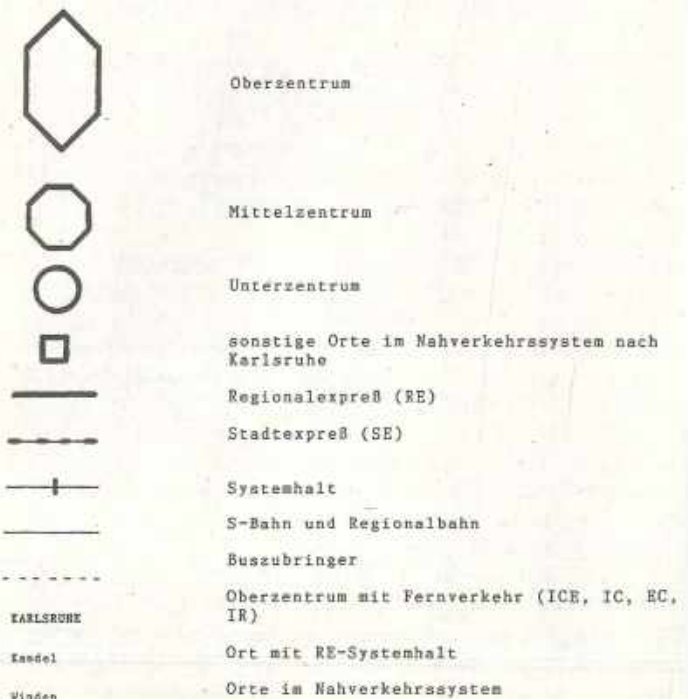 Oberzentrum
Mittelzentrum
Unterzentrum
sonstige Orte im Nahverkehrssystem nach
Karlsruhe
Regionalexpreß (RE)
Stadtexpreß (SE)
Systemhalt
S-Bahn und Regionalbahn
Buszubringer
Oberzentrum mit Fernverkehr (ICE, IC, EC,
KARLSRUHE IR)
Kandel Ort mit RE-Systemhalt
Winden Orte im Nahverkehrssystem